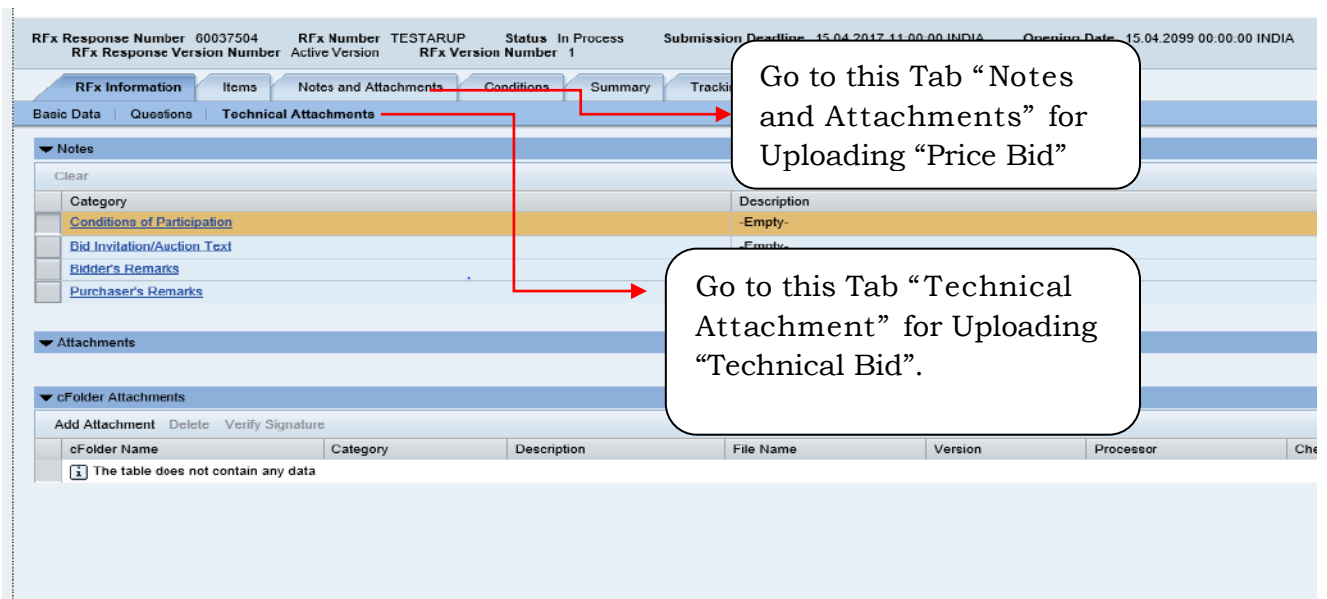 RFx Response Number 60037504 RFx Number TESTARUP Status In Process Submission Deadline 15.04.2017 11:00:00 INDIA Opening Date 15.04.2099 00:00:00 INDIA
RFx Response Version Number Active Version RFx Version Number 1
RFx Information Items Notes and Attachments Conditions Summary
Basic Data Questions Technical Attachments
Go to this Tab “Notes
and Attachments” for
Uploading “Price Bid”
Notes
Clear
Category Description
Conditions of Participation -Empty-
Bid Invitation/Auction Text -Empty-
Bidder's Remarks
Purchaser's Remarks
Go to this Tab “Technical
Attachment” for Uploading
“Technical Bid”.
Attachments
cFolder Attachments
Add Attachment Delete Verify Signature
cFolder Name Category Description File Name Version Processor Che
The table does not contain any data